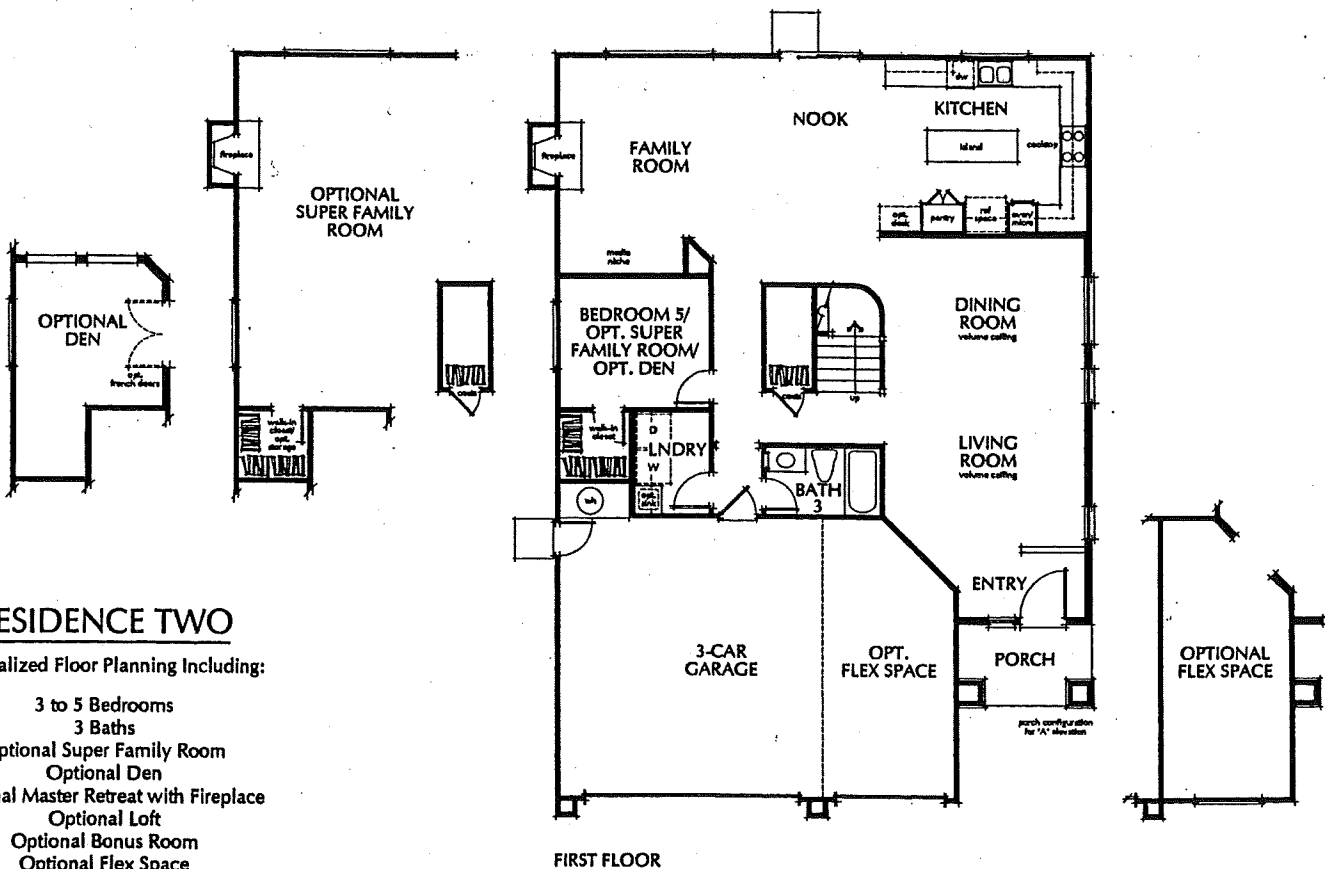 fireplace
OPTIONAL
SUPER FAMILY
ROOM
OPTIONAL
DEN
opt.
french doors
coats
walk-in
closet/
opt.
storage
FAMILY
ROOM
NOOK
KITCHEN
dw
island
cooktop
fireplace
opt.
desk
pantry
ref
space
oven/
micro
media
niche
BEDROOM 5/
OPT. SUPER
FAMILY ROOM/
OPT. DEN
coats
up
DINING
ROOM
volume ceiling
walk-in
closet
D
LNDRY
W
opt.
sink
wh
BATH
3
LIVING
ROOM
volume ceiling
ENTRY
3-CAR
GARAGE
OPT.
FLEX SPACE
PORCH
porch configuration
for "A" elevation
OPTIONAL
FLEX SPACE
ESIDENCE TWO
alized Floor Planning Including:
3 to 5 Bedrooms
3 Baths
ptional Super Family Room
Optional Den
al Master Retreat with Fireplace
Optional Loft
Optional Bonus Room
Optional Flex Space
FIRST FLOOR